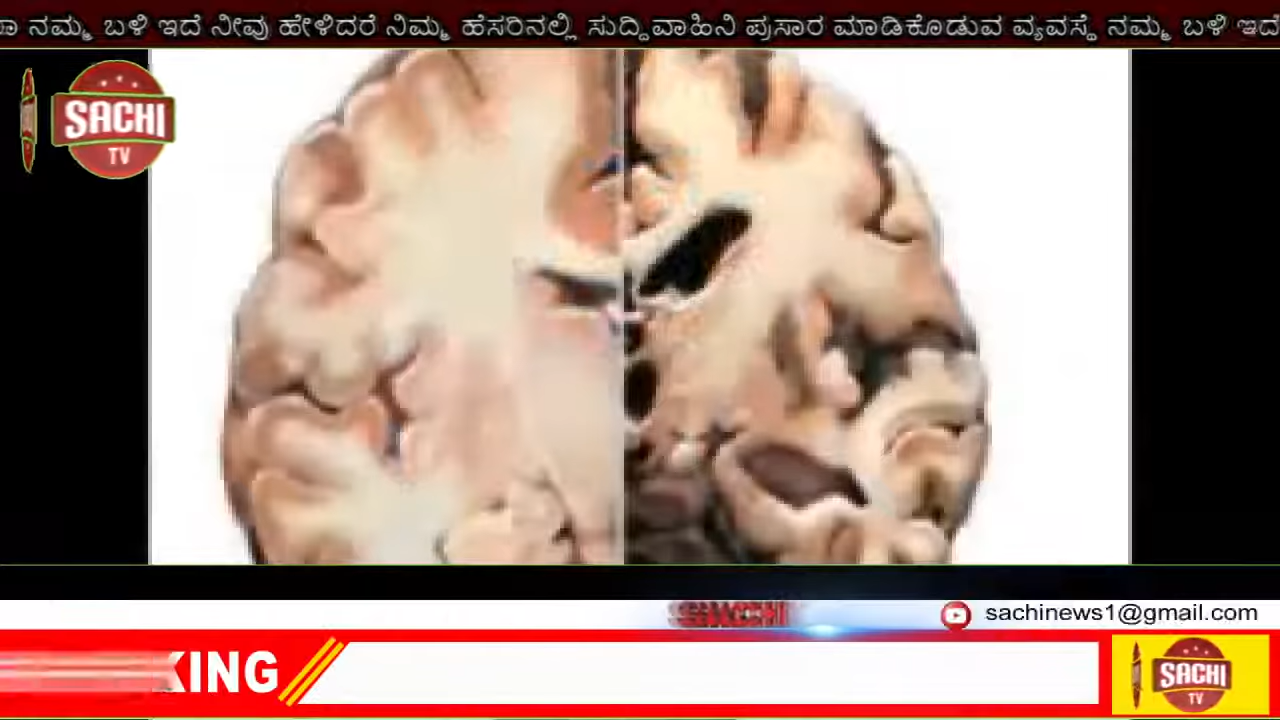 ನಮ್ಮ ಬಳಿ ಇದೆ ನೀವು ಹೇಳಿದರೆ ನಿಮ್ಮ ಹೆಸರಿನಲ್ಲಿ ಸುದ್ದಿವಾಹಿನಿ ಪ್ರಸಾರ ಮಾಡಿಕೊಡುವ ವ್ಯವಸ್ಥೆ ನಮ್ಮ ಬಳಿ ಇದೆ
SACHI
TV
sachinews1@gmail.com
KING
SACHI
TV